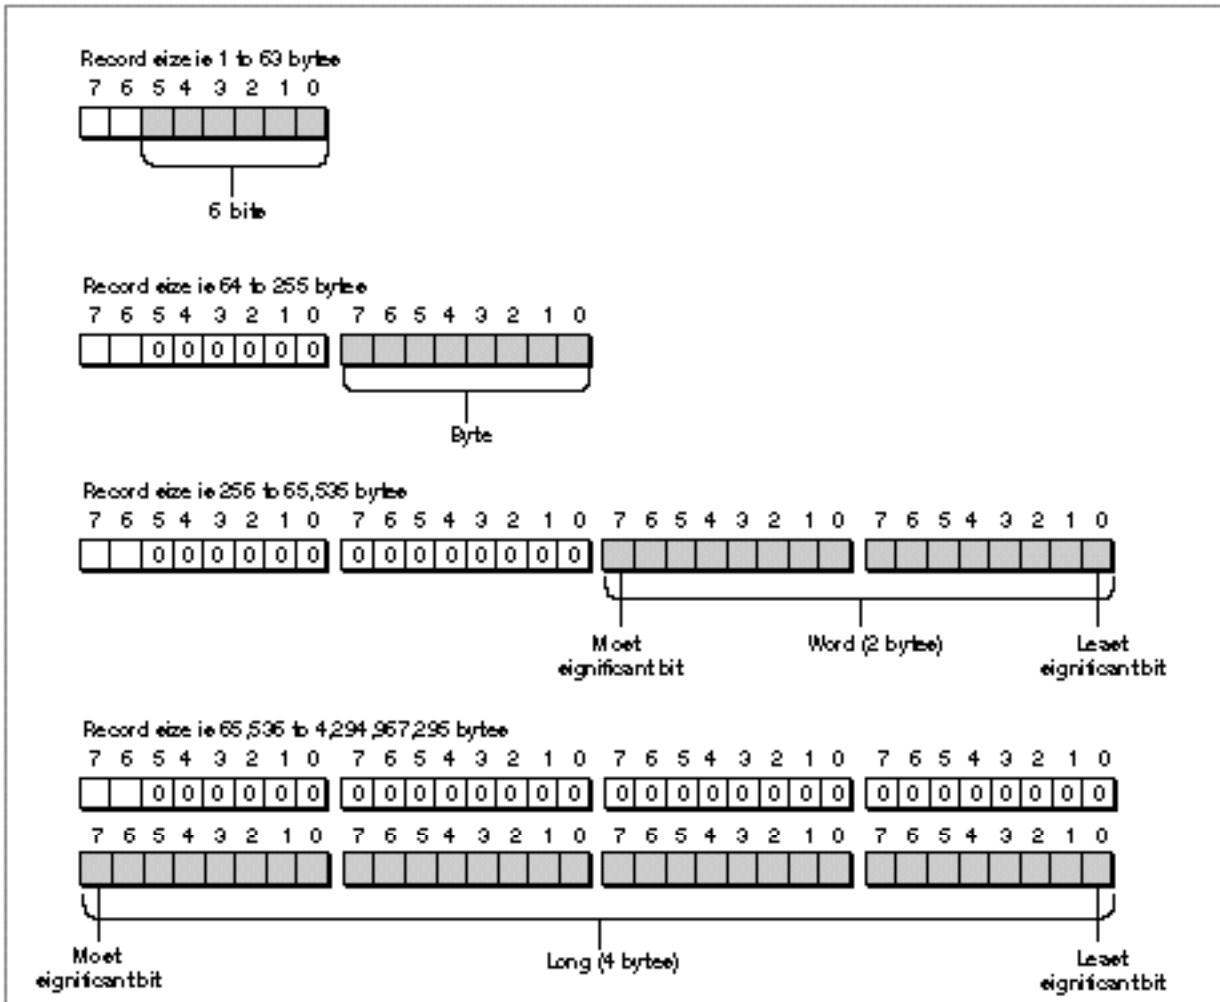 Record size is 1 to 63 bytes
7 6 5 4 3 2 1 0
6 bits
Record size is 64 to 255 bytes
7 6 5 4 3 2 1 0 7 6 5 4 3 2 1 0
0 0 0 0 0 0
Byte
Record size is 256 to 65,535 bytes
7 6 5 4 3 2 1 0 7 6 5 4 3 2 1 0 7 6 5 4 3 2 1 0 7 6 5 4 3 2 1 0
0 0 0 0 0 0 0 0 0 0 0 0 0 0
Most significant bit
Word (2 bytes)
Least significant bit
Record size is 65,536 to 4,294,967,295 bytes
7 6 5 4 3 2 1 0 7 6 5 4 3 2 1 0 7 6 5 4 3 2 1 0 7 6 5 4 3 2 1 0
0 0 0 0 0 0 0 0 0 0 0 0 0 0 0 0 0 0 0 0 0 0 0 0 0 0 0 0 0 0
7 6 5 4 3 2 1 0 7 6 5 4 3 2 1 0 7 6 5 4 3 2 1 0 7 6 5 4 3 2 1 0
Most significant bit
Long (4 bytes)
Least significant bit